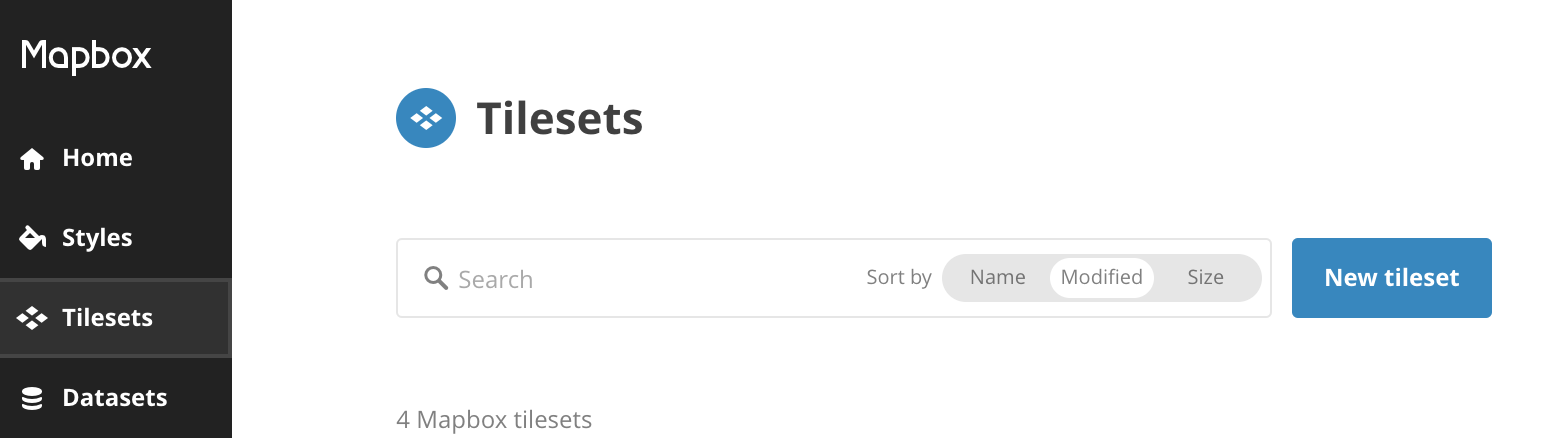 Mapbox
Home
Styles
Tilesets
Datasets
Tilesets
Search
Sort by Name Modified Size
New tileset
4 Mapbox tilesets